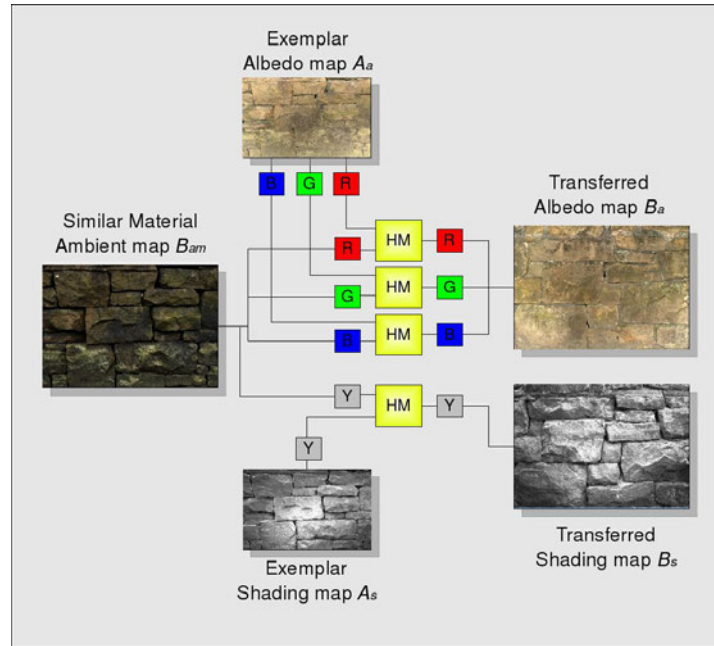 Exemplar
Albedo map Aa
B G R
Similar Material
Ambient map Bam
Transferred
Albedo map Ba
R HM R
G HM G
B HM B
Y HM Y
Y
Exemplar
Shading map As
Transferred
Shading map Bs